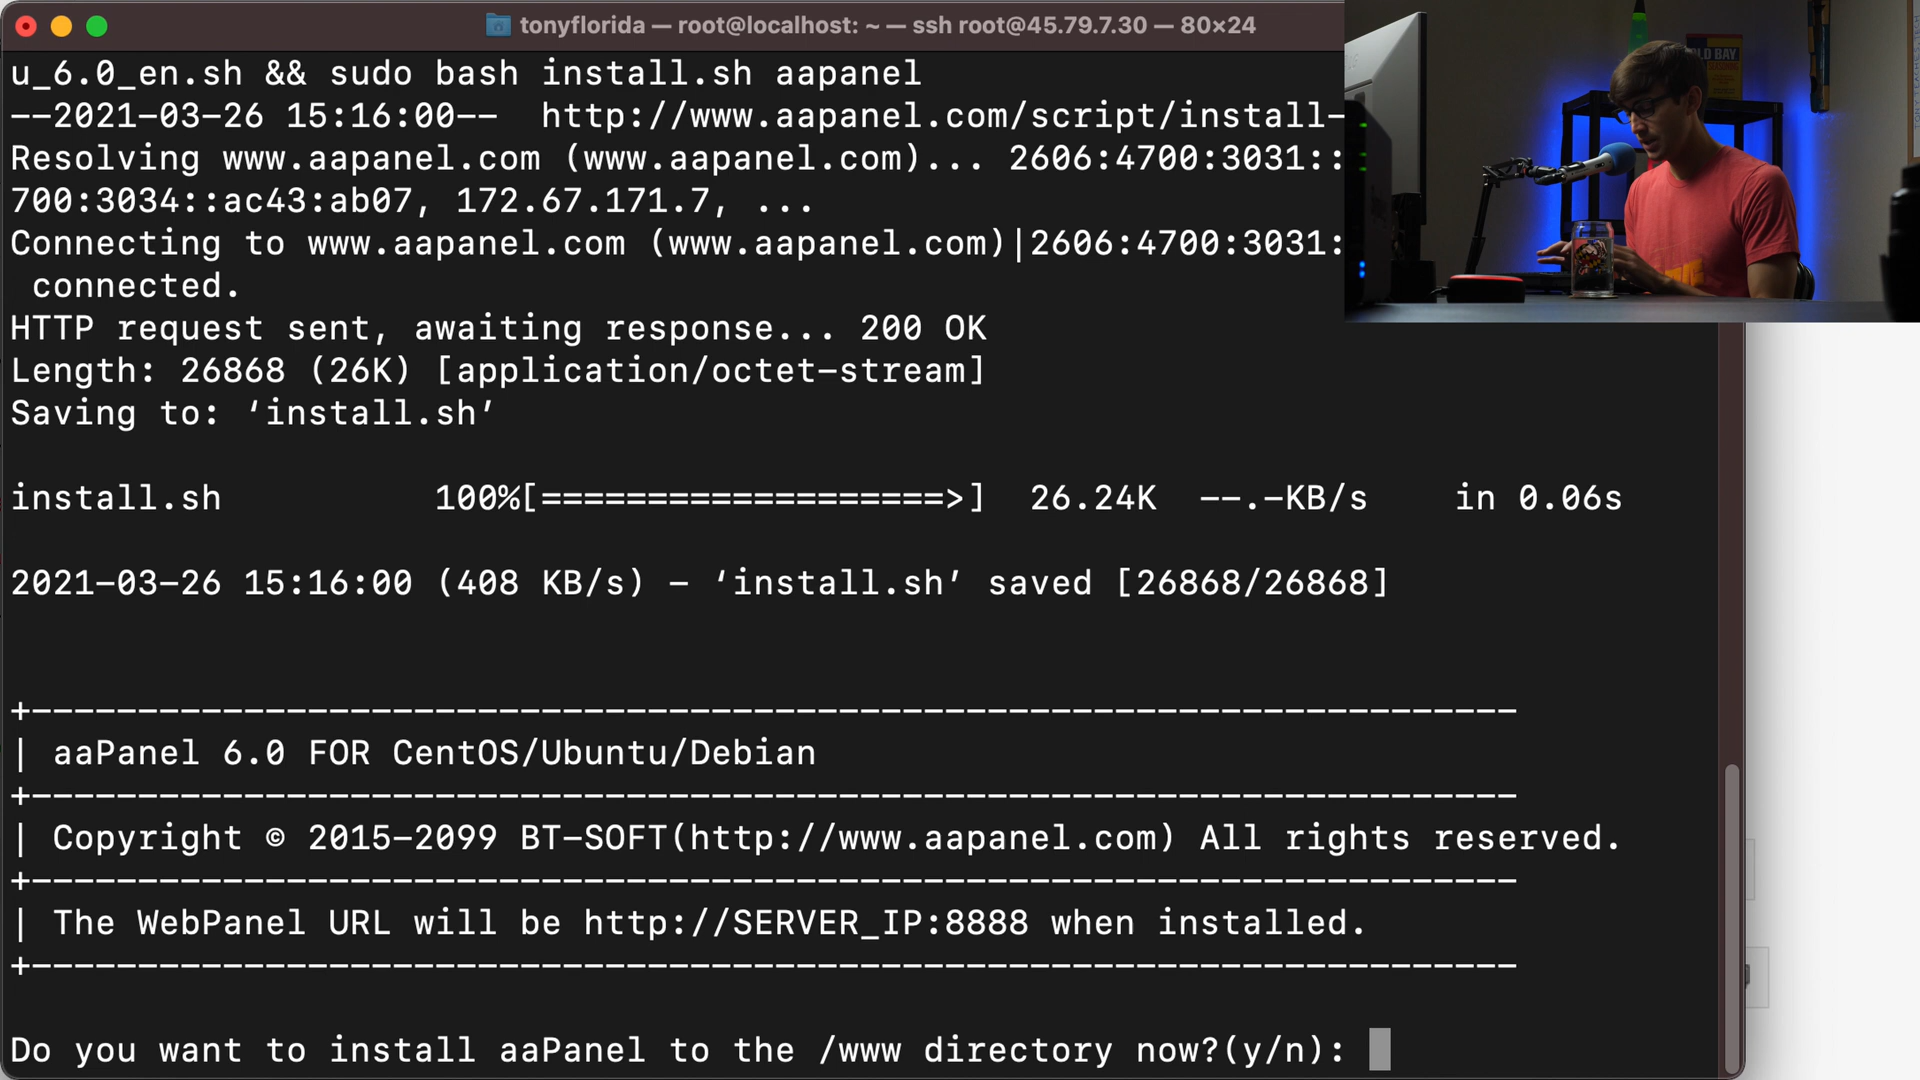 tonyflorida — root@localhost: ~ — ssh root@45.79.7.30 — 80×24
u_6.0_en.sh && sudo bash install.sh aapanel
--2021-03-26 15:16:00--  http://www.aapanel.com/script/install-
Resolving www.aapanel.com (www.aapanel.com)... 2606:4700:3031::
700:3034::ac43:ab07, 172.67.171.7, ...
Connecting to www.aapanel.com (www.aapanel.com)|2606:4700:3031:
connected.
HTTP request sent, awaiting response... 200 OK
Length: 26868 (26K) [application/octet-stream]
Saving to: ‘install.sh’
install.sh          100%[===================>]  26.24K  --.-KB/s    in 0.06s
2021-03-26 15:16:00 (408 KB/s) - ‘install.sh’ saved [26868/26868]
+----------------------------------------------------------------------
| aaPanel 6.0 FOR CentOS/Ubuntu/Debian
+----------------------------------------------------------------------
| Copyright © 2015-2099 BT-SOFT(http://www.aapanel.com) All rights reserved.
+----------------------------------------------------------------------
| The WebPanel URL will be http://SERVER_IP:8888 when installed.
+----------------------------------------------------------------------
Do you want to install aaPanel to the /www directory now?(y/n):